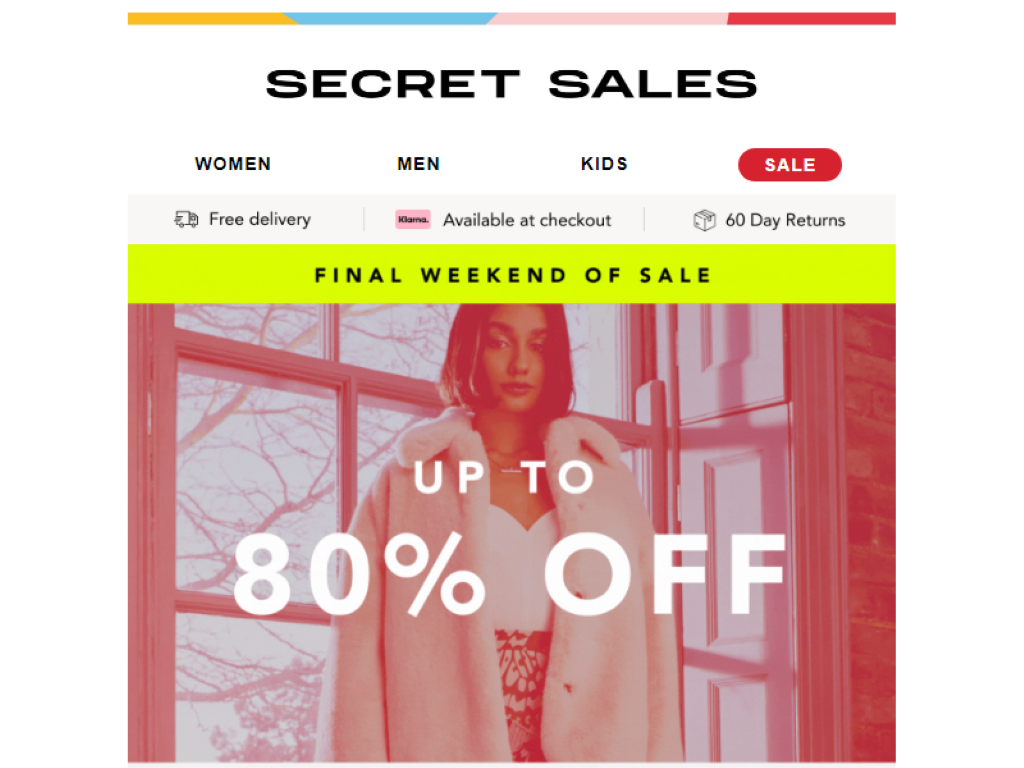 SECRET SALES
WOMEN MEN KIDS SALE
Free delivery Klarna. Available at checkout 60 Day Returns
FINAL WEEKEND OF SALE
UP TO
80% OFF